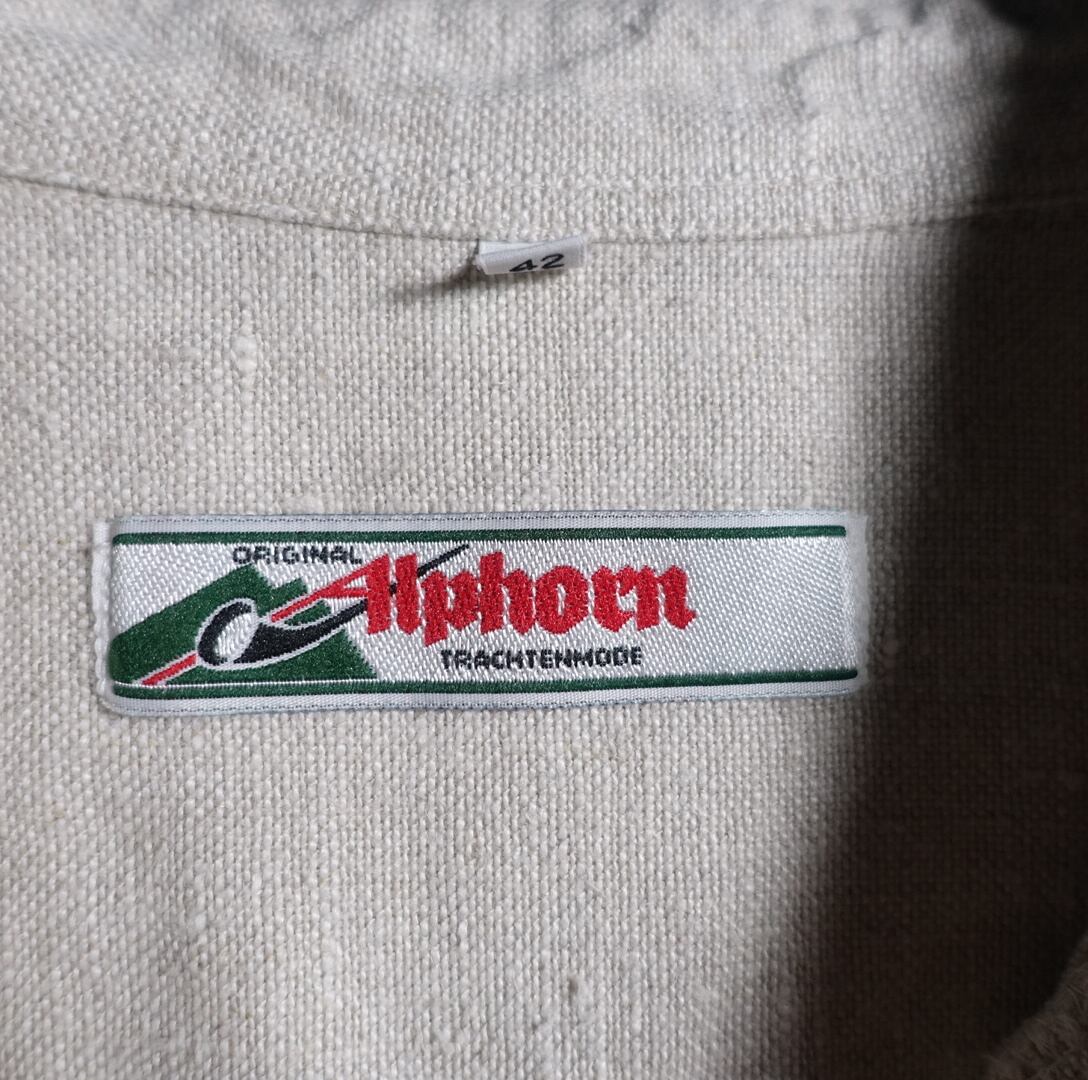 42
ORIGINAL
Alphorn
TRACHTENMODE